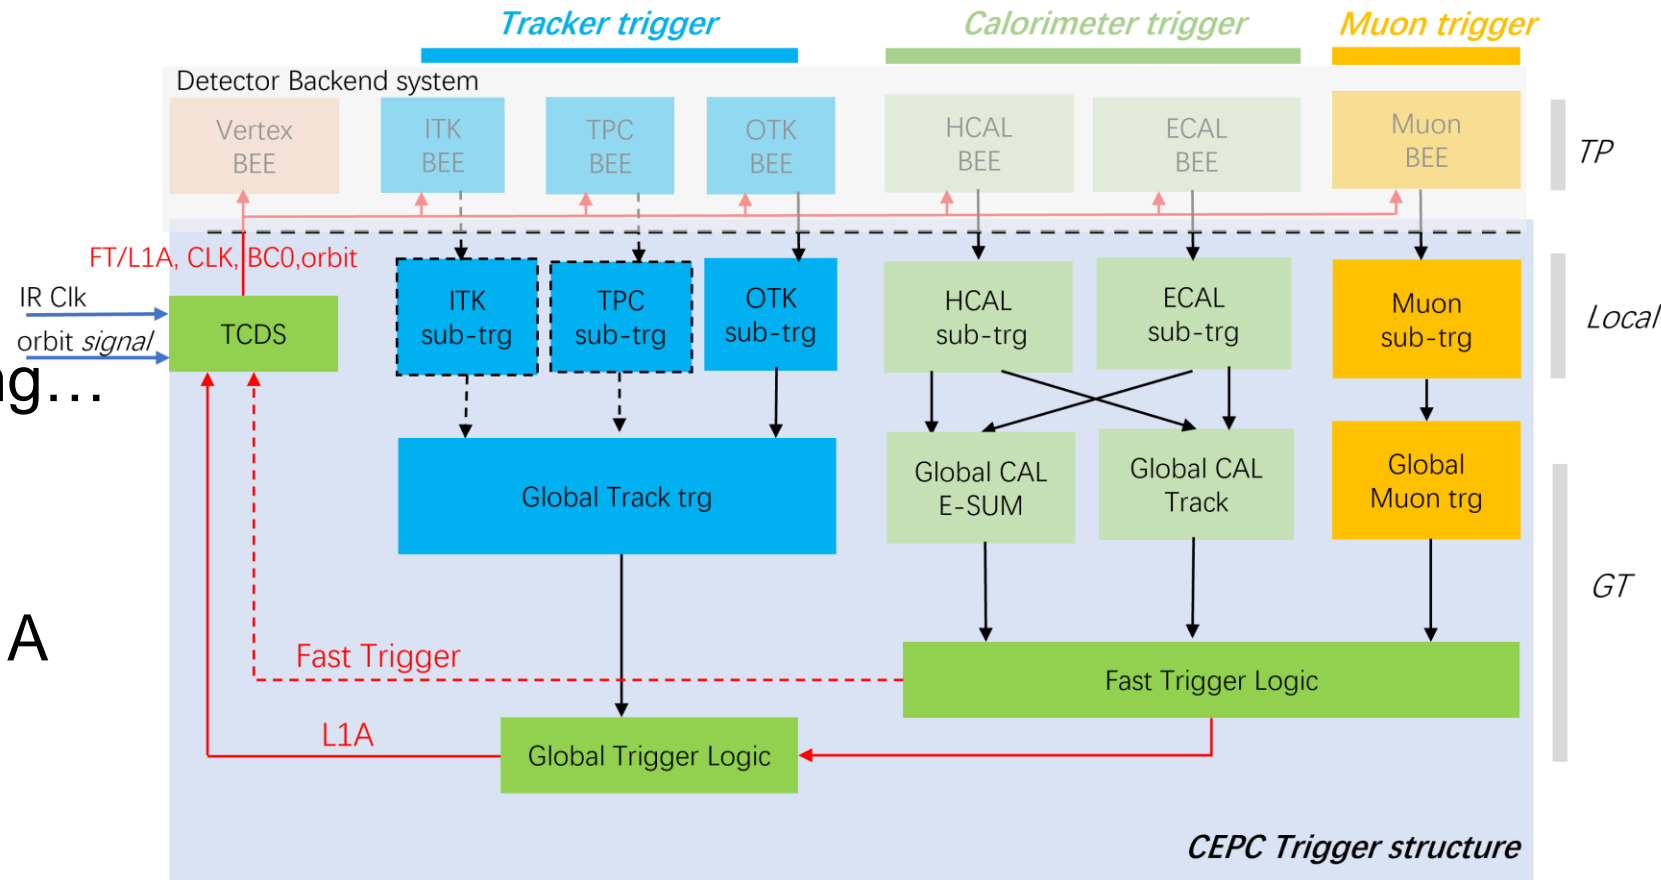 Tracker trigger
Calorimeter trigger
Muon trigger
Detector Backend system
Vertex
BEE
ITK
BEE
TPC
BEE
OTK
BEE
HCAL
BEE
ECAL
BEE
Muon
BEE
TP
FT/L1A, CLK, BC0,orbit
IR Clk
orbit signal
TCDS
ITK
sub-trg
TPC
sub-trg
OTK
sub-trg
HCAL
sub-trg
ECAL
sub-trg
Muon
sub-trg
Local
ng...
Global Track trg
Global CAL
E-SUM
Global CAL
Track
Global
Muon trg
GT
A
Fast Trigger
Fast Trigger Logic
L1A
Global Trigger Logic
CEPC Trigger structure